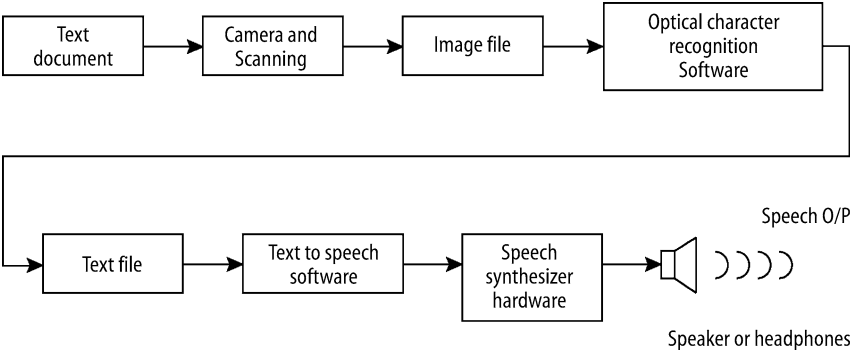 Text
document
Camera and
Scanning
Image file
Optical character
recognition
Software
Text file
Text to speech
software
Speech
synthesizer
hardware
Speech O/P
Speaker or headphones